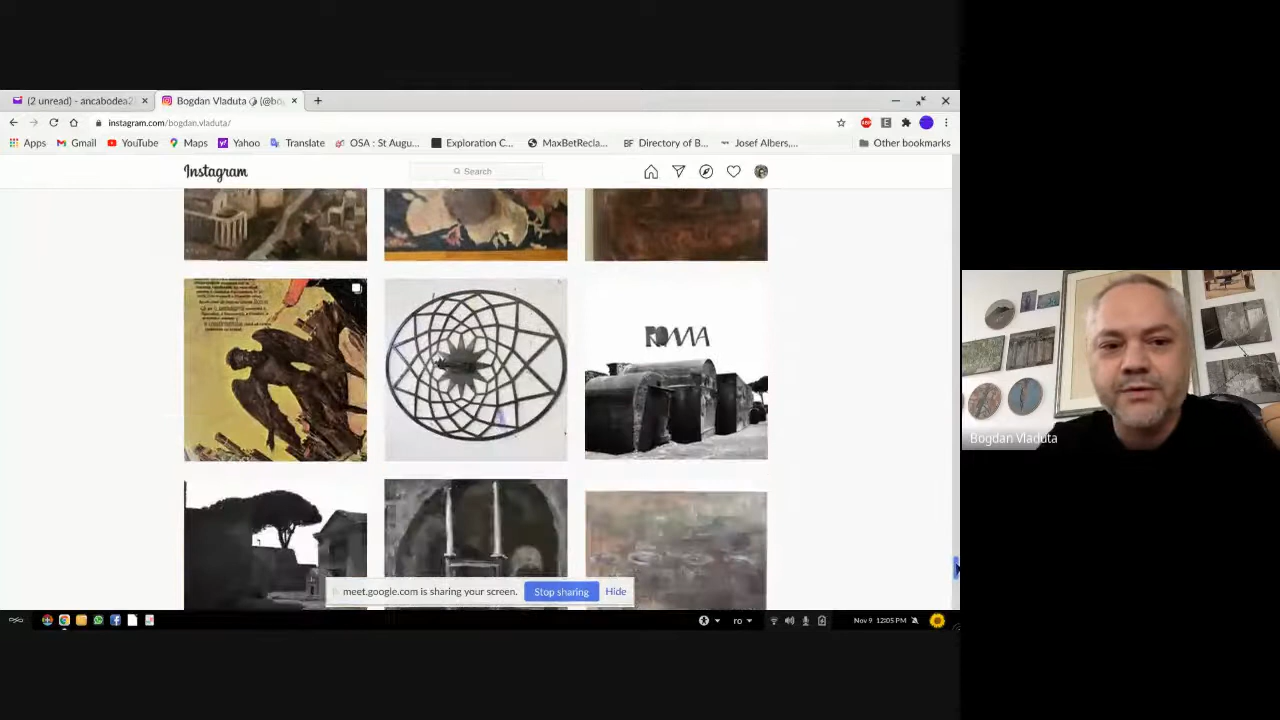 (2 unread) - ancabodea2
Bogdan Vladuta
instagram.com/bogdan.vladuta/
Apps Gmail YouTube Maps Yahoo Translate OSA : St Augu... Exploration C... MaxBetRecla... BF Directory of B... Josef Albers,... Other bookmarks
Instagram
Search
ROMA
meet.google.com is sharing your screen. Stop sharing Hide
ro Nov 9 12:05 PM
Bogdan Vladuta